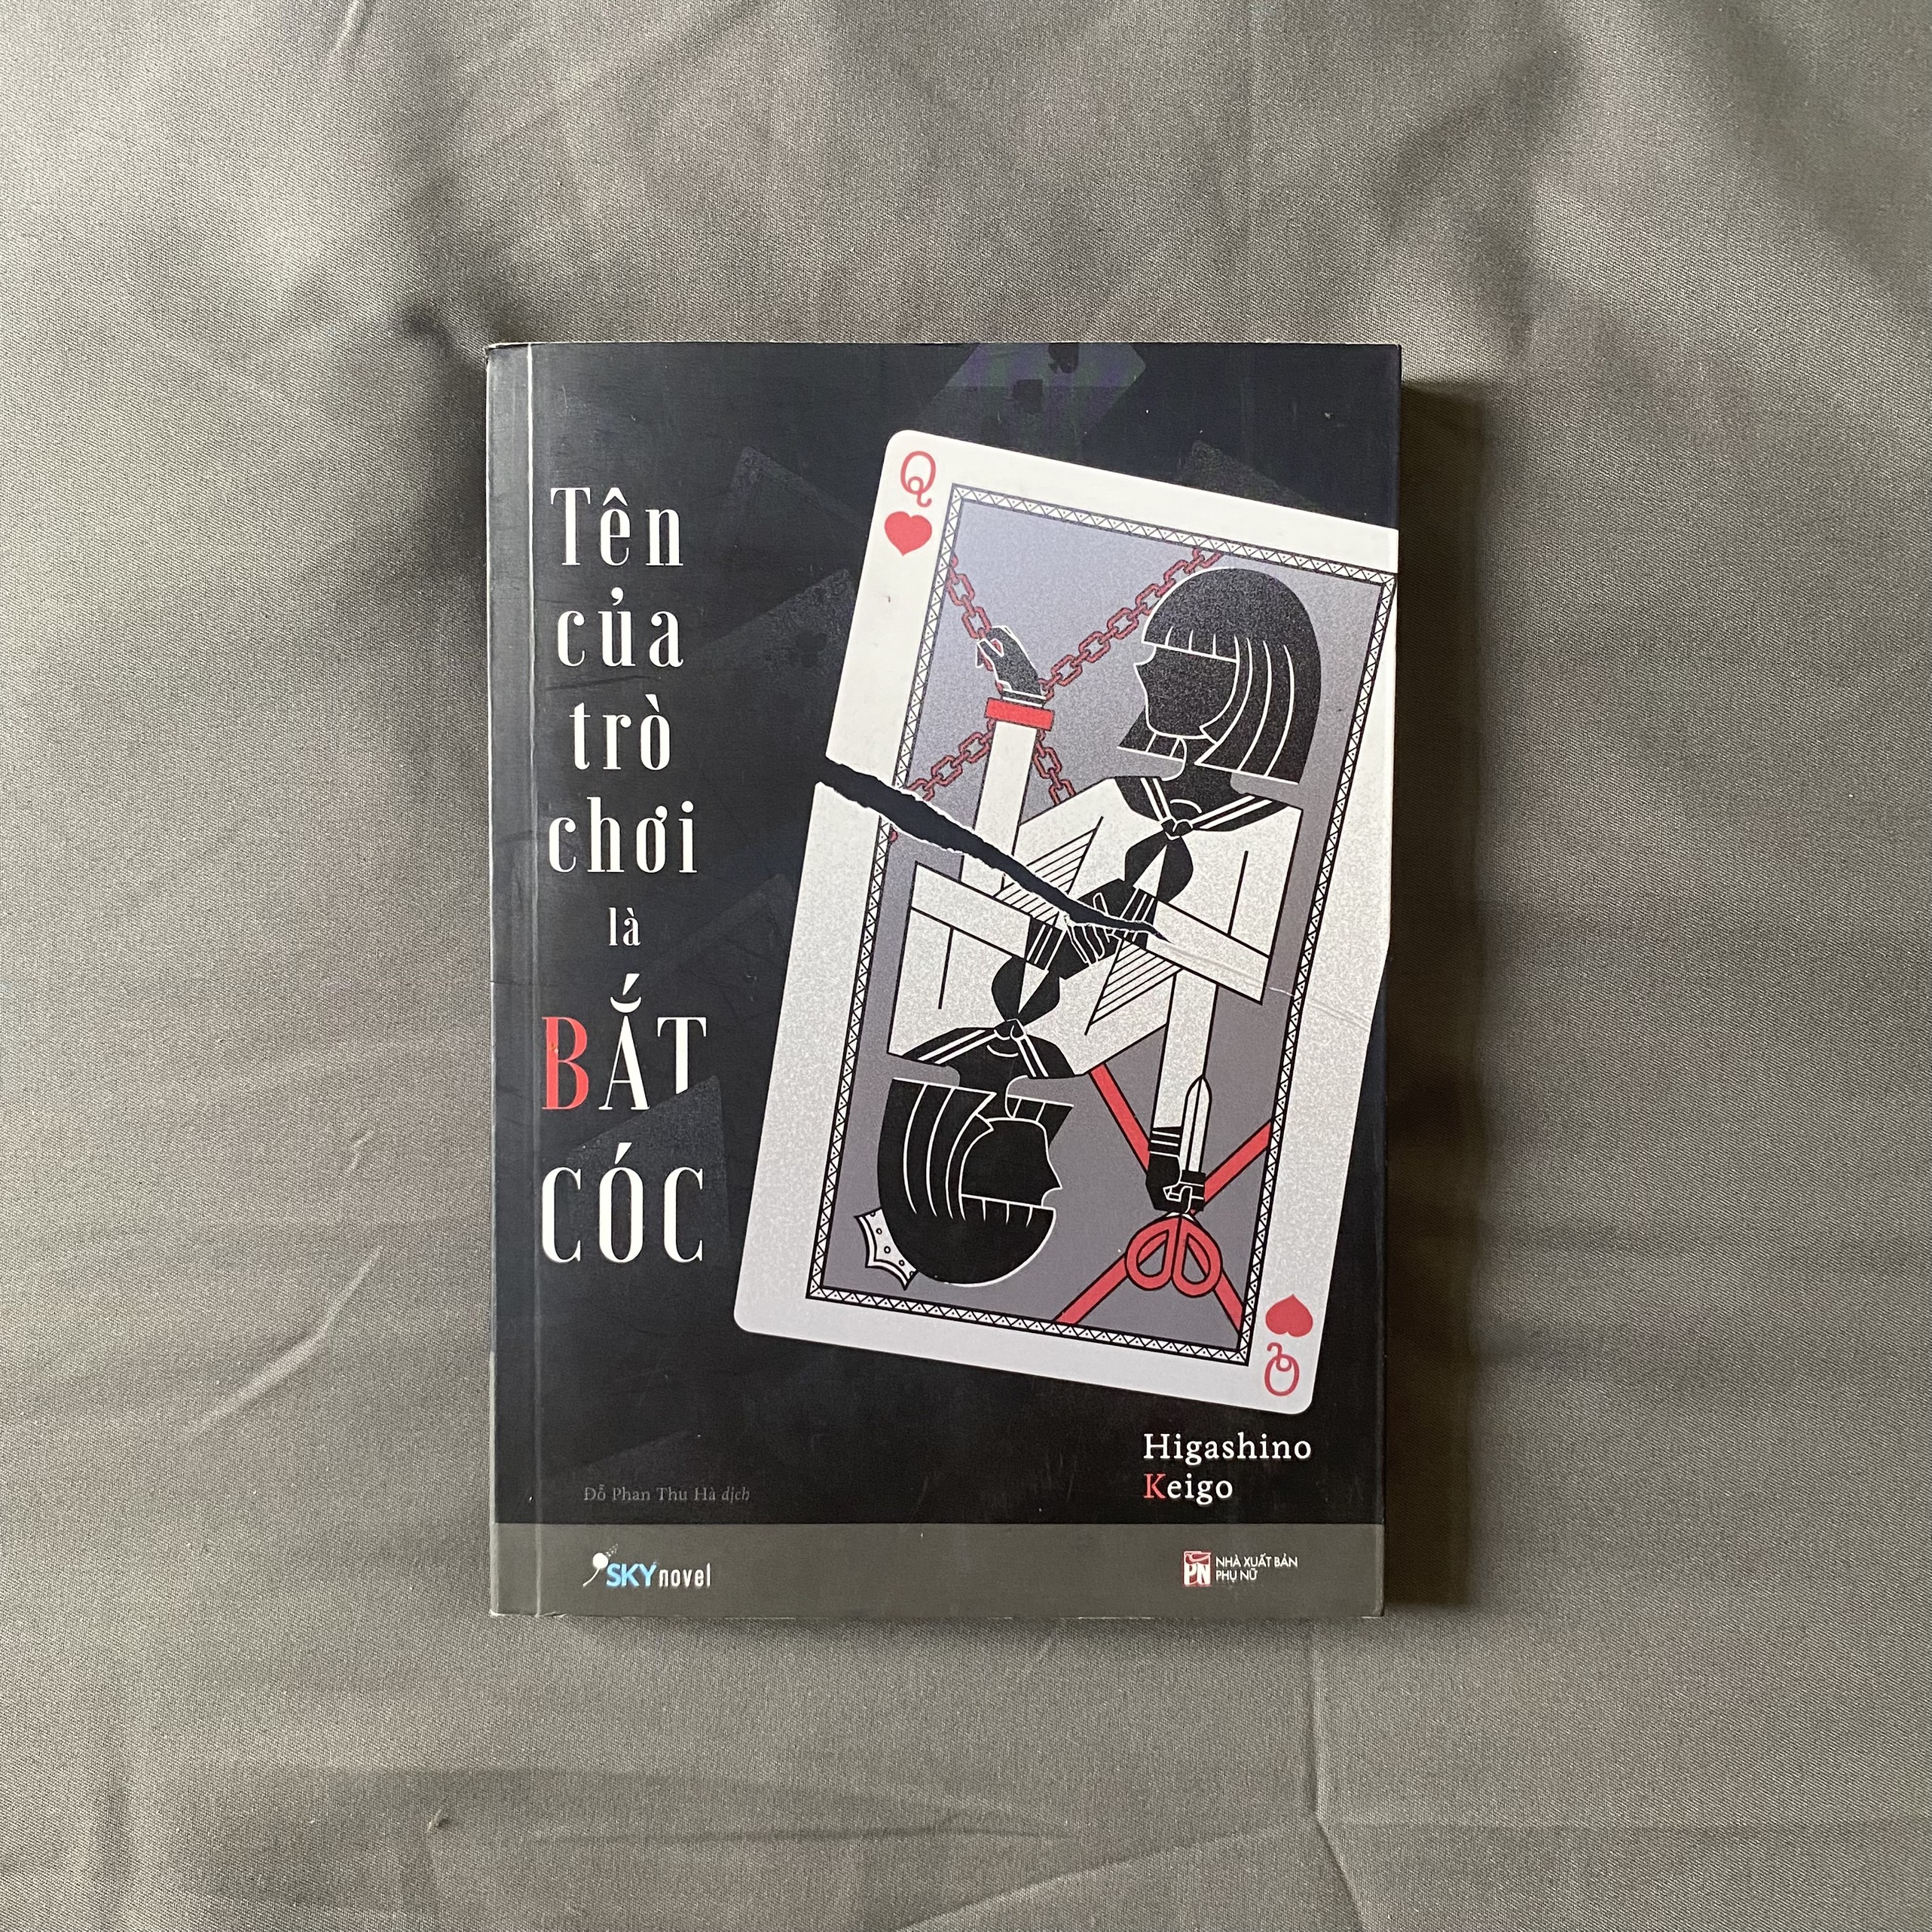 Q
Tên
của
trò
chơi
là
BẮT
CÓC
Q
Higashino
Keigo
Đỗ Phan Thu Hà dịch
SKYnovel
PN
NHÀ XUẤT BẢN
PHỤ NỮ